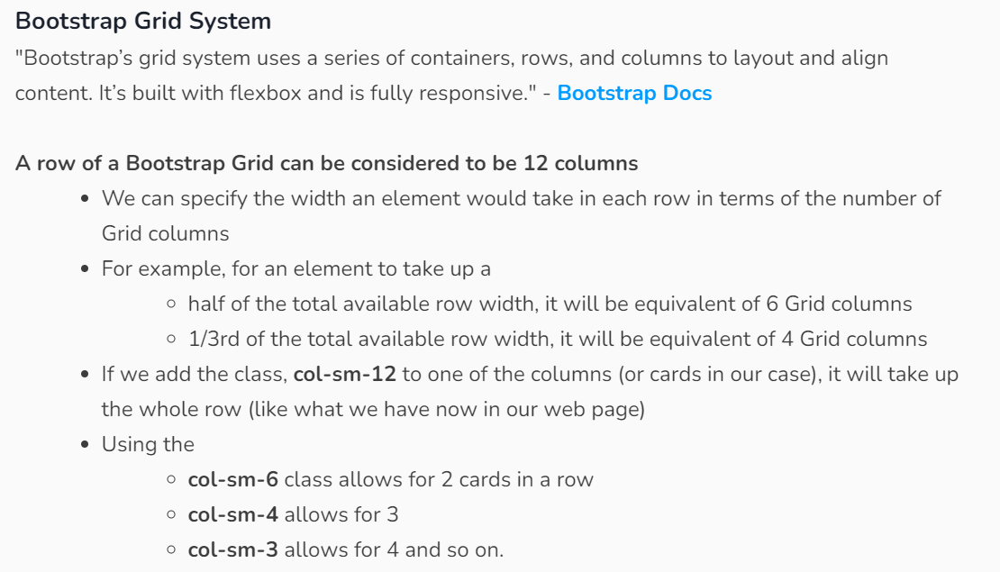 Bootstrap Grid System
"Bootstrap’s grid system uses a series of containers, rows, and columns to layout and align
content. It’s built with flexbox and is fully responsive." - Bootstrap Docs
A row of a Bootstrap Grid can be considered to be 12 columns
• We can specify the width an element would take in each row in terms of the number of
Grid columns
• For example, for an element to take up a
◦ half of the total available row width, it will be equivalent of 6 Grid columns
◦ 1/3rd of the total available row width, it will be equivalent of 4 Grid columns
• If we add the class, col-sm-12 to one of the columns (or cards in our case), it will take up
the whole row (like what we have now in our web page)
• Using the
◦ col-sm-6 class allows for 2 cards in a row
◦ col-sm-4 allows for 3
◦ col-sm-3 allows for 4 and so on.